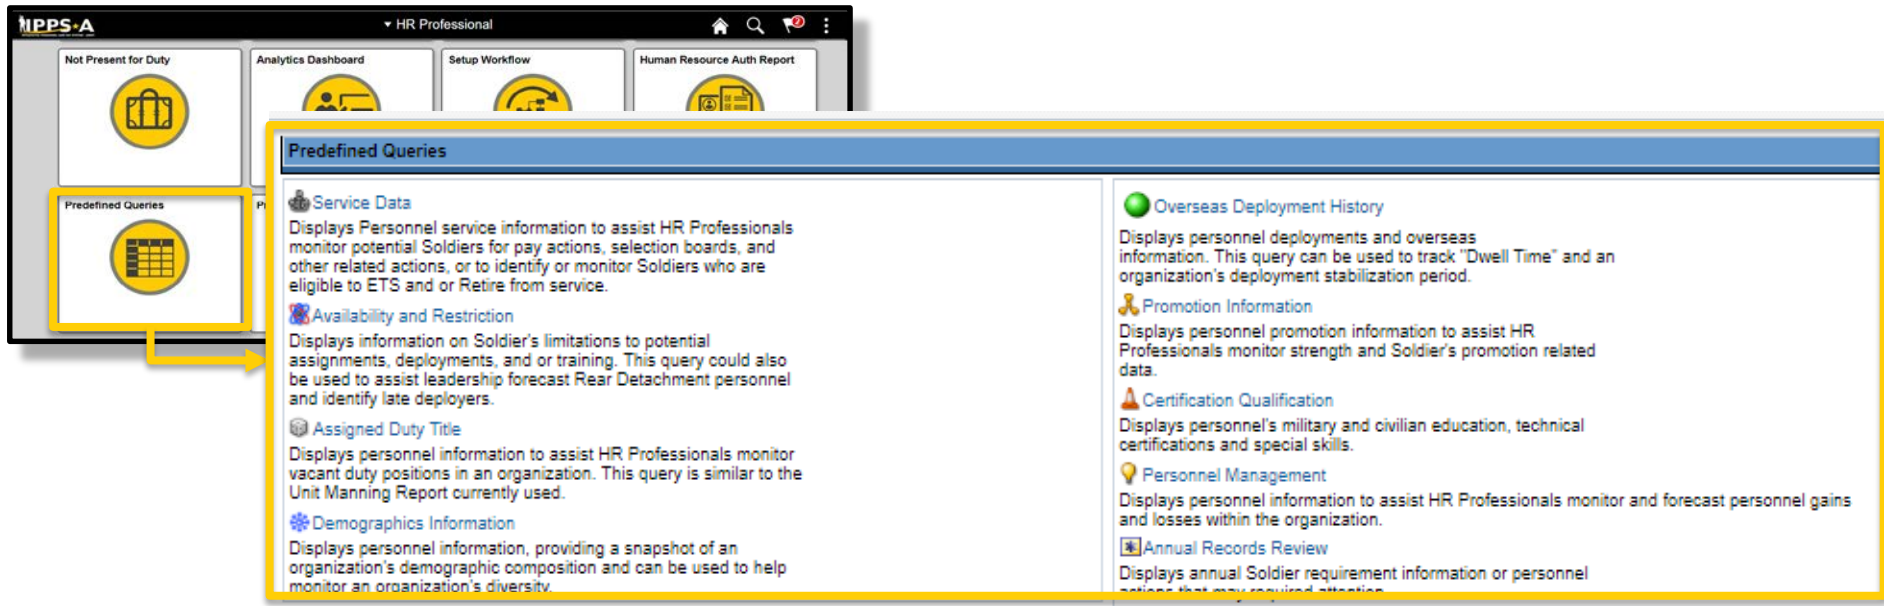 IPPS-A
HR Professional
2
Not Present for Duty
Analytics Dashboard
Setup Workflow
Human Resource Auth Report
Predefined Queries
Predefined Queries
Service Data
Displays Personnel service information to assist HR Professionals
monitor potential Soldiers for pay actions, selection boards, and
other related actions, or to identify or monitor Soldiers who are
eligible to ETS and or Retire from service.
Availability and Restriction
Displays information on Soldier's limitations to potential
assignments, deployments, and or training. This query could also
be used to assist leadership forecast Rear Detachment personnel
and identify late deployers.
Assigned Duty Title
Displays personnel information to assist HR Professionals monitor
vacant duty positions in an organization. This query is similar to the
Unit Manning Report currently used.
Demographics Information
Displays personnel information, providing a snapshot of an
organization's demographic composition and can be used to help
monitor an organization's diversity.
Overseas Deployment History
Displays personnel deployments and overseas
information. This query can be used to track "Dwell Time" and an
organization's deployment stabilization period.
Promotion Information
Displays personnel promotion information to assist HR
Professionals monitor strength and Soldier's promotion related
data.
Certification Qualification
Displays personnel's military and civilian education, technical
certifications and special skills.
Personnel Management
Displays personnel information to assist HR Professionals monitor and forecast personnel gains
and losses within the organization.
Annual Records Review
Displays annual Soldier requirement information or personnel
actions that may required attention.